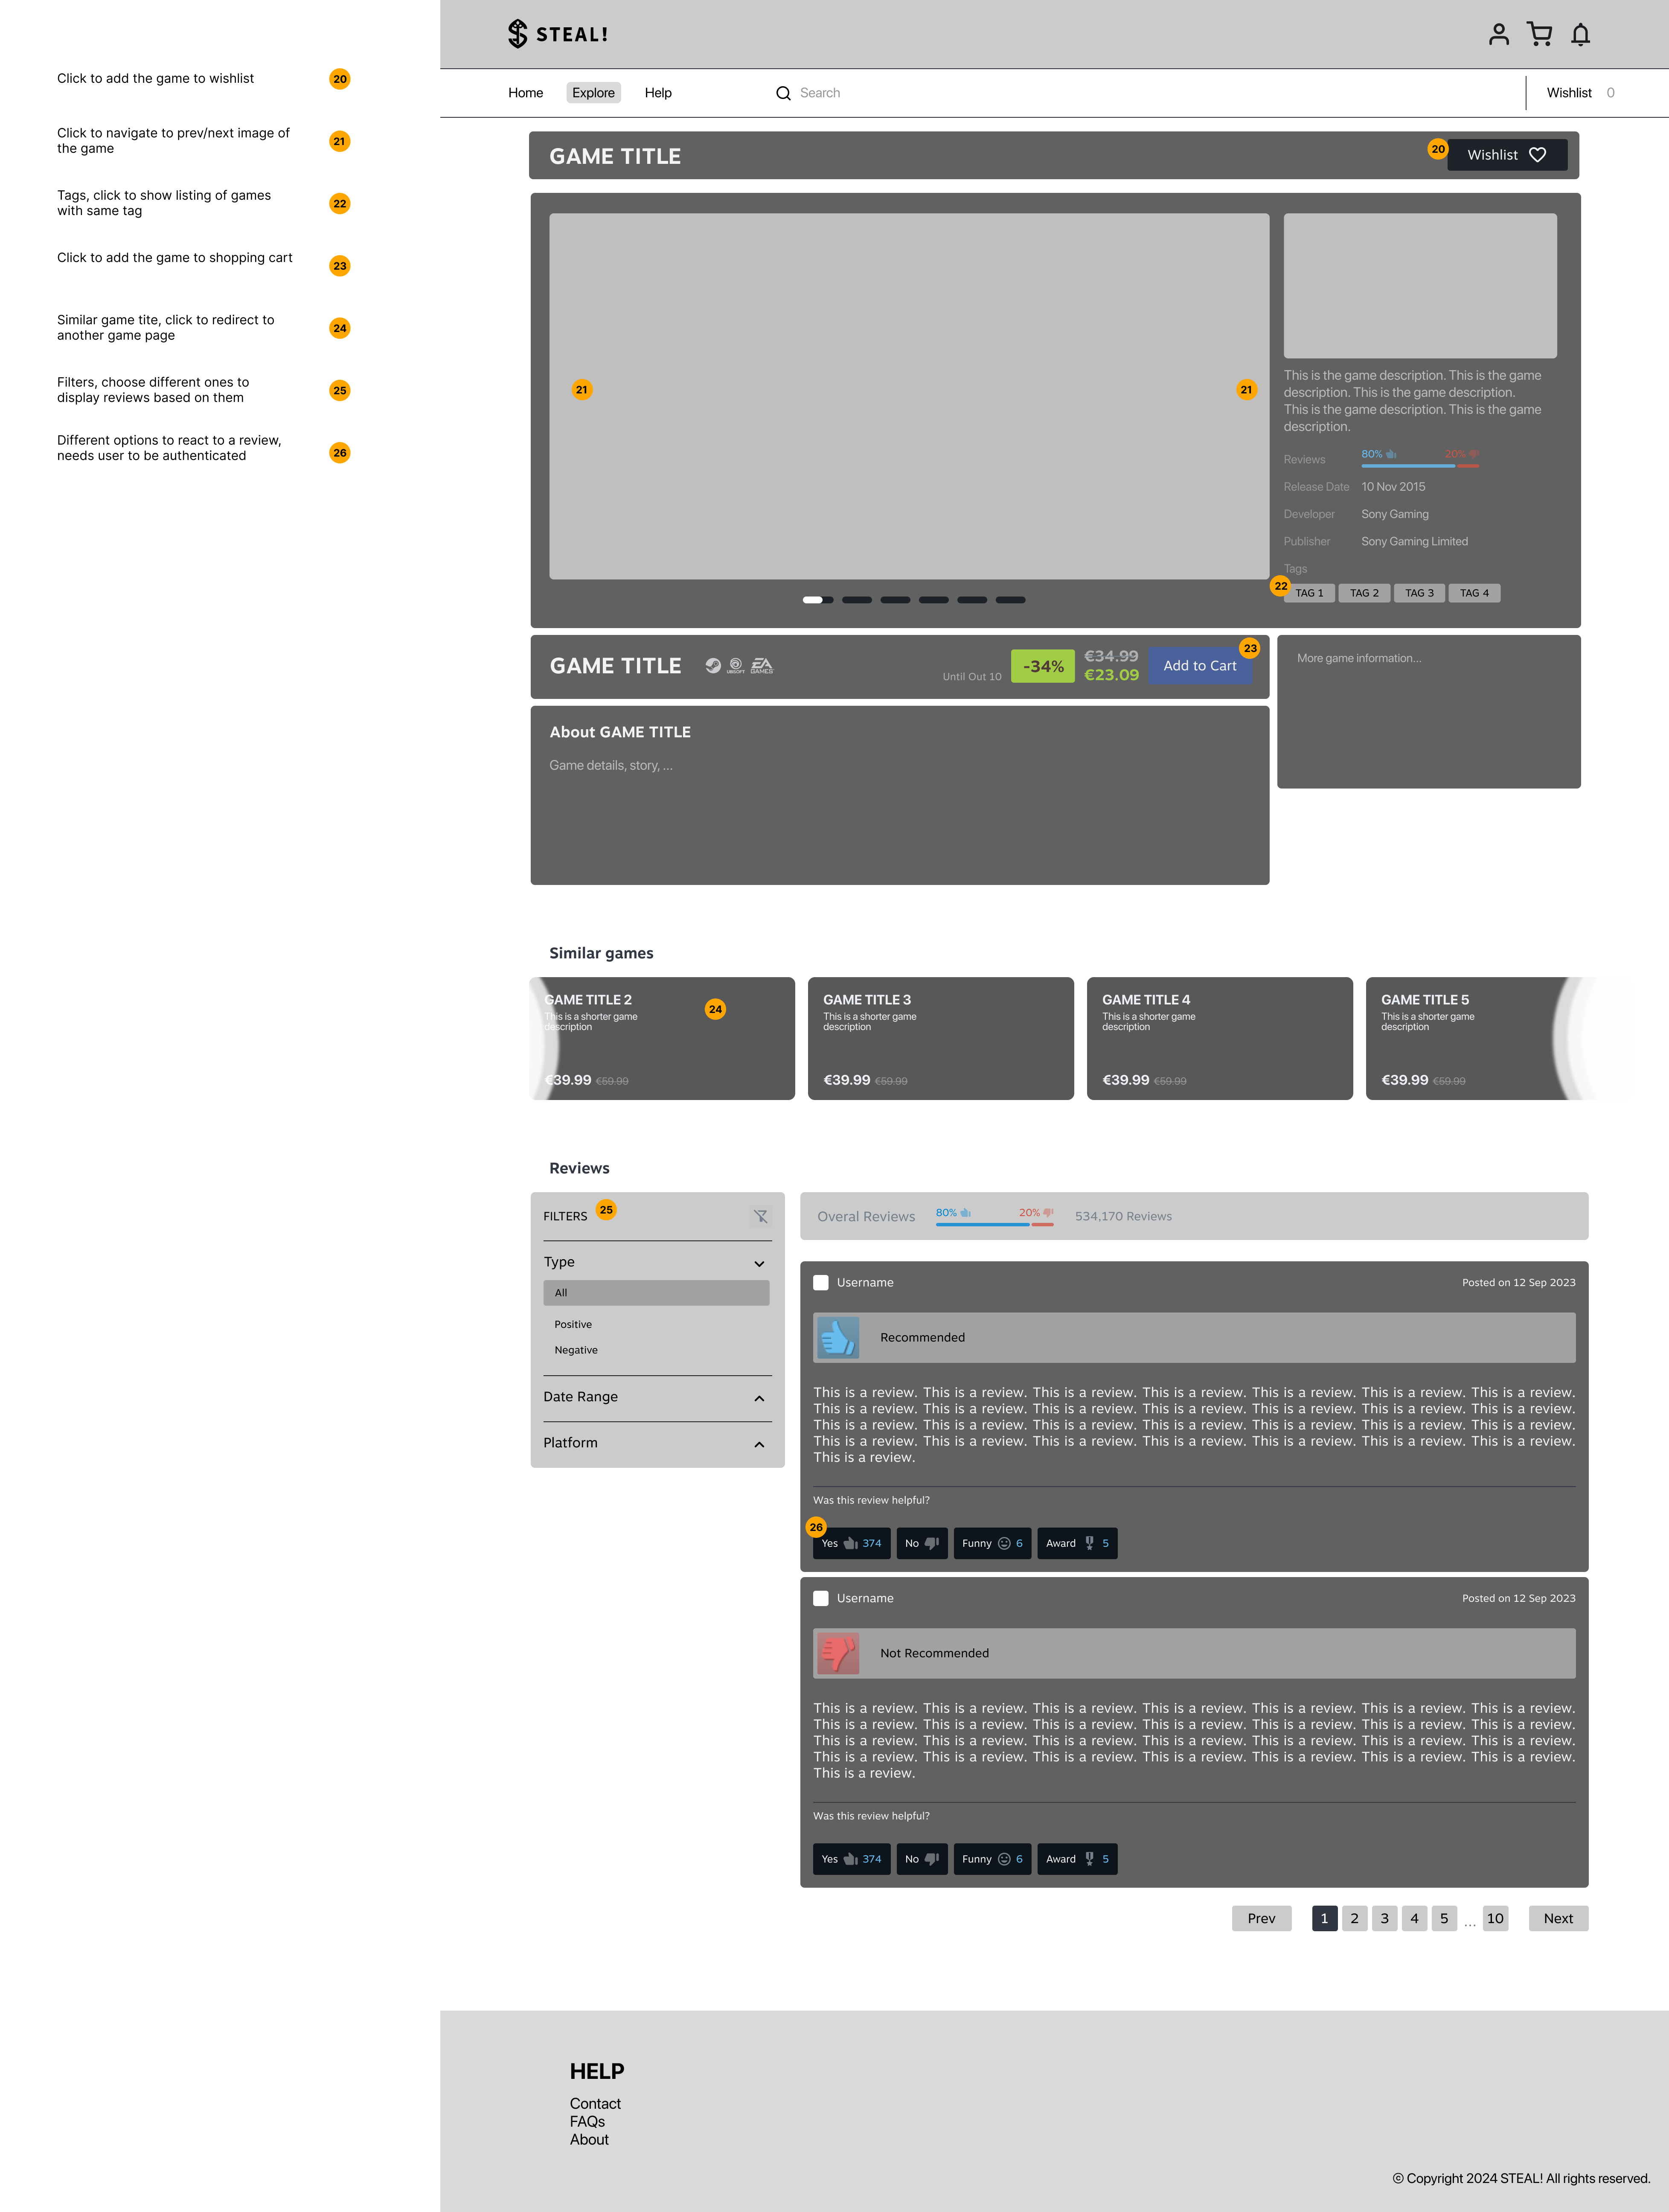 Click to add the game to wishlist 20
Click to navigate to prev/next image of
the game
21
Tags, click to show listing of games
with same tag
22
Click to add the game to shopping cart 23
Similar game tite, click to redirect to
another game page
24
Filters, choose different ones to
display reviews based on them
25
Different options to react to a review,
needs user to be authenticated
26
STEAL!
Home Explore Help Search Wishlist 0
GAME TITLE 20 Wishlist
21 21
This is the game description. This is the game
description. This is the game description.
This is the game description. This is the game
description.
Reviews 80% 20%
Release Date 10 Nov 2015
Developer Sony Gaming
Publisher Sony Gaming Limited
Tags
22 TAG 1 TAG 2 TAG 3 TAG 4
GAME TITLE UBISOFT EA GAMES Until Out 10 -34% €34.99 €23.09 Add to Cart 23
More game information...
About GAME TITLE
Game details, story, ...
Similar games
GAME TITLE 2
This is a shorter game
description
€39.99 €59.99
24
GAME TITLE 3
This is a shorter game
description
€39.99 €59.99
GAME TITLE 4
This is a shorter game
description
€39.99 €59.99
GAME TITLE 5
This is a shorter game
description
€39.99 €59.99
Reviews
FILTERS 25
Type
All
Positive
Negative
Date Range
Platform
Overal Reviews 80% 20% 534,170 Reviews
Username Posted on 12 Sep 2023
Recommended
This is a review. This is a review. This is a review. This is a review. This is a review. This is a review. This is a review.
This is a review. This is a review. This is a review. This is a review. This is a review. This is a review. This is a review.
This is a review. This is a review. This is a review. This is a review. This is a review. This is a review. This is a review.
This is a review. This is a review. This is a review. This is a review. This is a review. This is a review. This is a review.
This is a review.
Was this review helpful?
26
Yes 374 No Funny 6 Award 5
Username Posted on 12 Sep 2023
Not Recommended
This is a review. This is a review. This is a review. This is a review. This is a review. This is a review. This is a review.
This is a review. This is a review. This is a review. This is a review. This is a review. This is a review. This is a review.
This is a review. This is a review. This is a review. This is a review. This is a review. This is a review. This is a review.
This is a review. This is a review. This is a review. This is a review. This is a review. This is a review. This is a review.
This is a review.
Was this review helpful?
Yes 374 No Funny 6 Award 5
Prev 1 2 3 4 5 ... 10 Next
HELP
Contact
FAQs
About
© Copyright 2024 STEAL! All rights reserved.